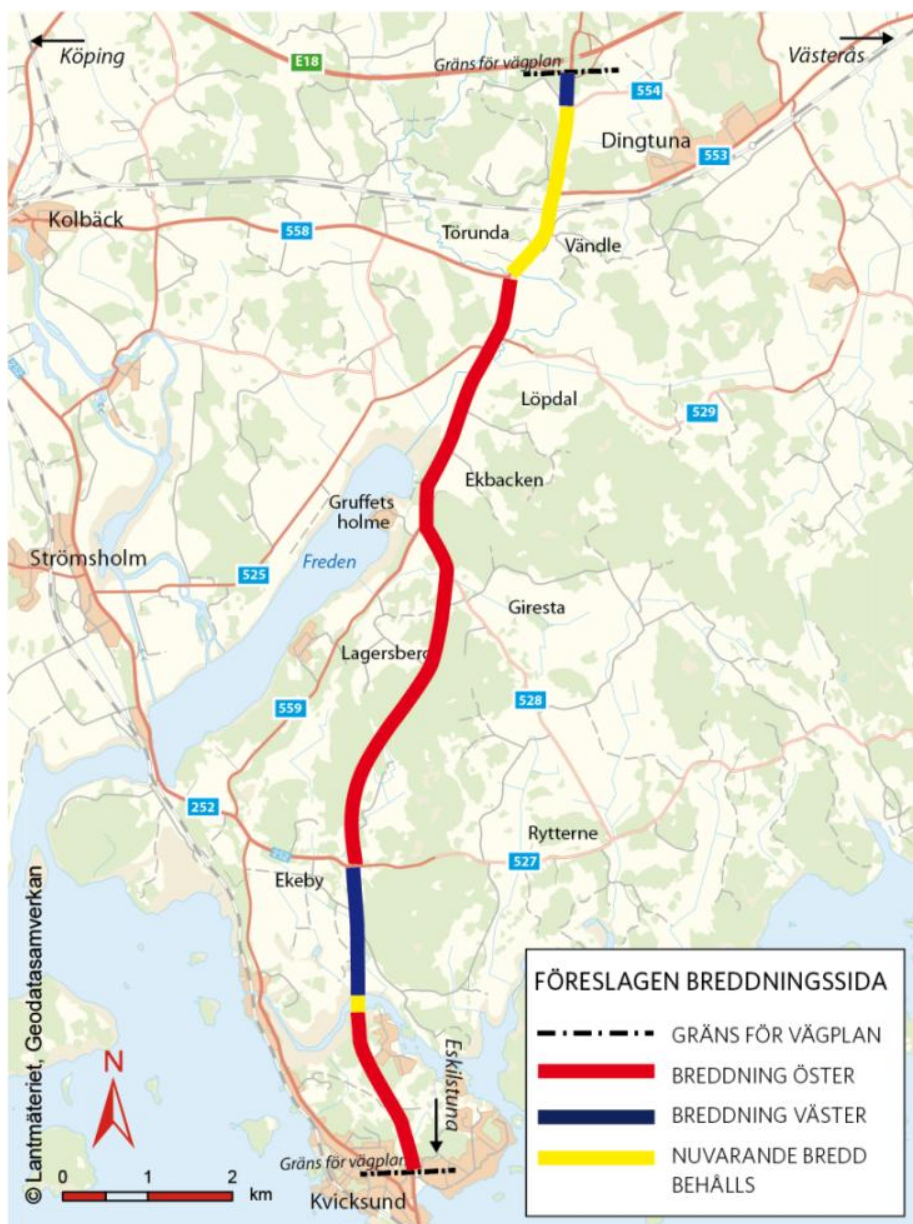 Köping
Västerås
E18
Gräns för vägplan
554
Dingtuna
553
Kolbäck
558
Törunda
Vändle
Löpdal
529
Ekbacken
Gruffets
holme
Strömsholm
Freden
525
Giresta
Lagersberg
528
559
252
Rytterne
527
252
Ekeby
Eskilstuna
Gräns för vägplan
Kvicksund
N
0 1 2
km
© Lantmäteriet, Geodatasamverkan
FÖRESLAGEN BREDDNINGSSIDA
GRÄNS FÖR VÄGPLAN
BREDDNING ÖSTER
BREDDNING VÄSTER
NUVARANDE BREDD
BEHÅLLS